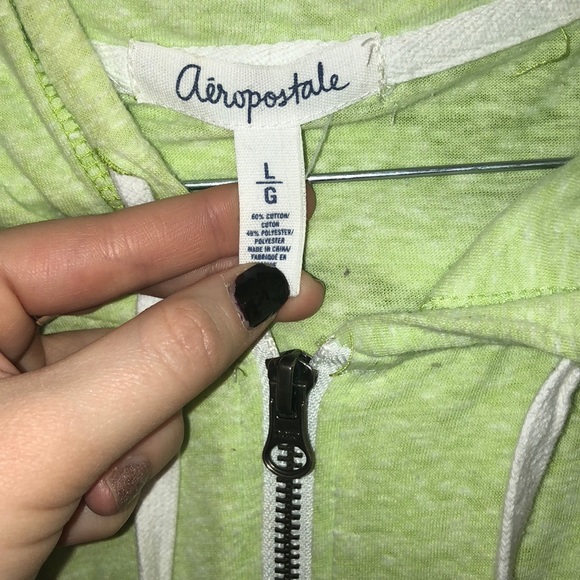 aéropostale
L
G
60% COTTON/
COTON
40% POLYESTER/
POLYESTER
MADE IN CHINA/
FABRIQUÉ EN